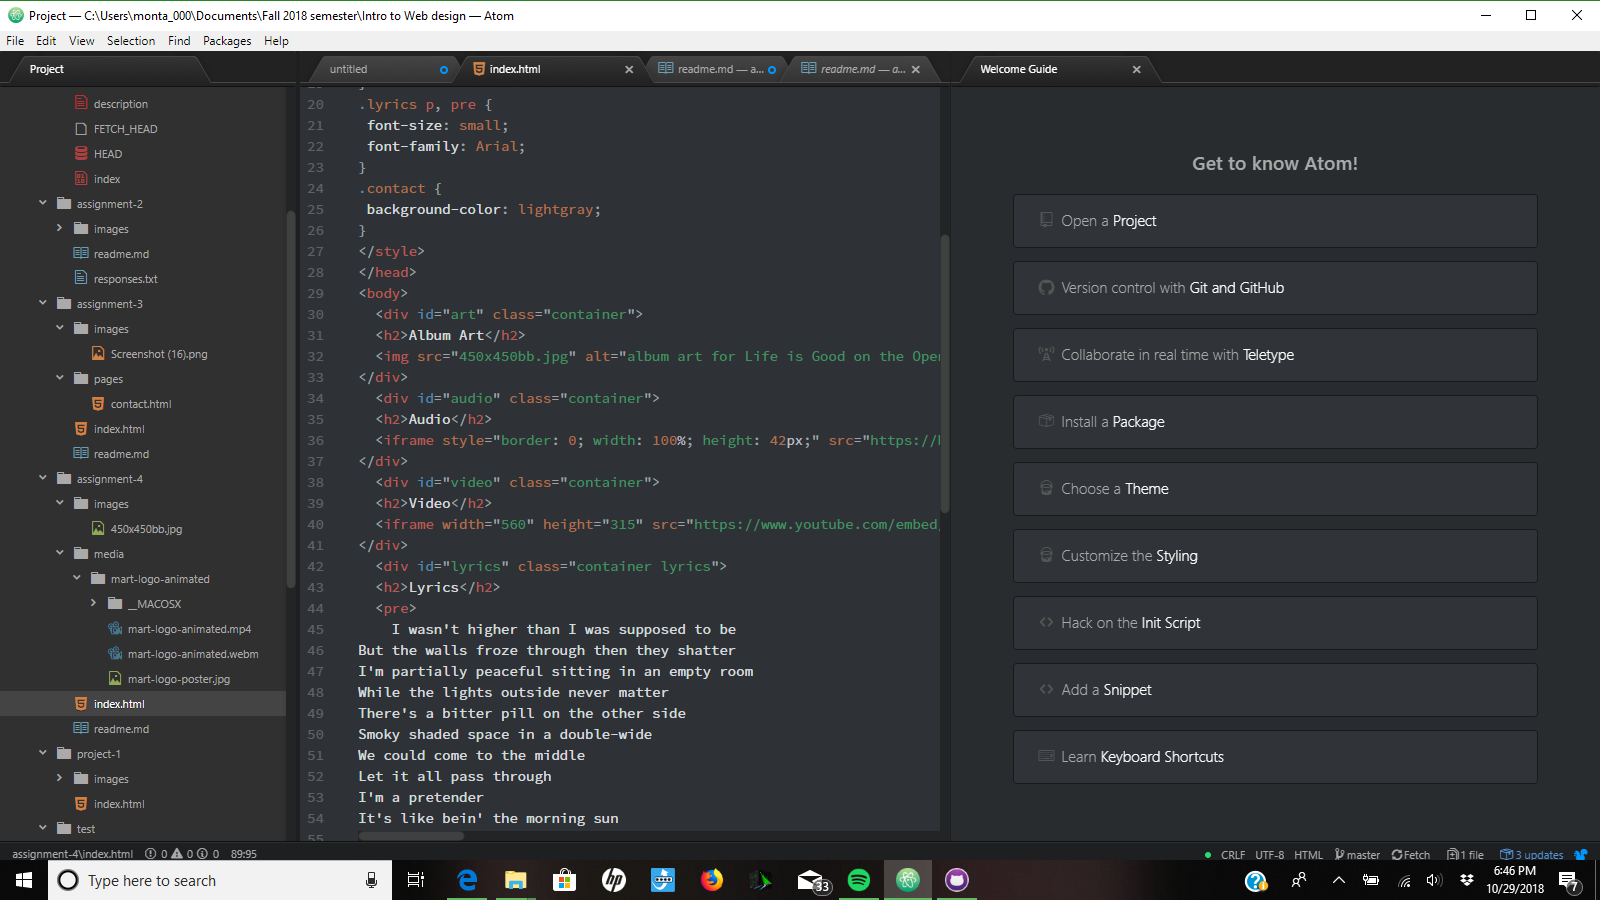 Project — C:\Users\monta_000\Documents\Fall 2018 semester\Intro to Web design — Atom
File Edit View Selection Find Packages Help
Project
untitled
index.html
readme.md — a...
readme.md — a...
Welcome Guide
description
FETCH_HEAD
HEAD
index
assignment-2
images
readme.md
responses.txt
assignment-3
images
Screenshot (16).png
pages
contact.html
index.html
readme.md
assignment-4
images
450x450bb.jpg
media
mart-logo-animated
__MACOSX
mart-logo-animated.mp4
mart-logo-animated.webm
mart-logo-poster.jpg
index.html
readme.md
project-1
images
index.html
test
20 .lyrics p, pre {
21 font-size: small;
22 font-family: Arial;
23 }
24 .contact {
25 background-color: lightgray;
26 }
27 </style>
28 </head>
29 <body>
30 <div id="art" class="container">
31 <h2>Album Art</h2>
32 <img src="450x450bb.jpg" alt="album art for Life is Good on the Ope
33 </div>
34 <div id="audio" class="container">
35 <h2>Audio</h2>
36 <iframe style="border: 0; width: 100%; height: 42px;" src="https://
37 </div>
38 <div id="video" class="container">
39 <h2>Video</h2>
40 <iframe width="560" height="315" src="https://www.youtube.com/embed
41 </div>
42 <div id="lyrics" class="container lyrics">
43 <h2>Lyrics</h2>
44 <pre>
45 I wasn't higher than I was supposed to be
46 But the walls froze through then they shatter
47 I'm partially peaceful sitting in an empty room
48 While the lights outside never matter
49 There's a bitter pill on the other side
50 Smoky shaded space in a double-wide
51 We could come to the middle
52 Let it all pass through
53 I'm a pretender
54 It's like bein' the morning sun
55
Get to know Atom!
Open a Project
Version control with Git and GitHub
Collaborate in real time with Teletype
Install a Package
Choose a Theme
Customize the Styling
Hack on the Init Script
Add a Snippet
Learn Keyboard Shortcuts
assignment-4\index.html 0 0 0 89:95
CRLF UTF-8 HTML master Fetch 1 file 3 updates
Type here to search
33
6:46 PM
10/29/2018
7